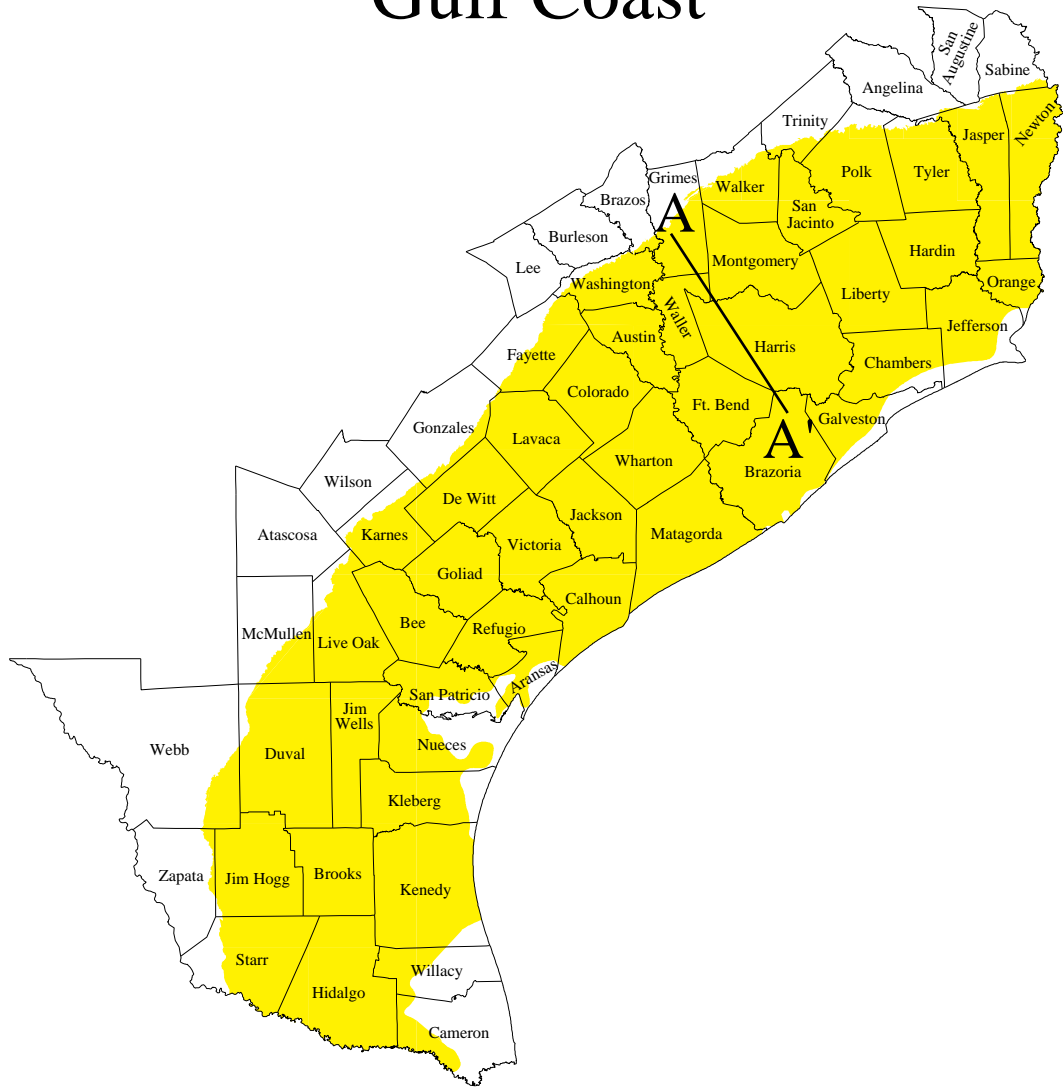 Gulf Coast
San
Augustine
Sabine
Angelina
Trinity
Jasper
Newton
Polk
Tyler
Grimes
Walker
Brazos
San
Jacinto
A
Burleson
Hardin
Lee
Montgomery
Washington
Orange
Liberty
Waller
Jefferson
Austin
Harris
Fayette
Chambers
Colorado
Ft. Bend
Galveston
Gonzales
Lavaca
A'
Wharton
Brazoria
Wilson
De Witt
Jackson
Atascosa
Karnes
Victoria
Matagorda
Goliad
Calhoun
Bee
Refugio
McMullen
Live Oak
Aransas
San Patricio
Jim
Wells
Nueces
Webb
Duval
Kleberg
Zapata
Jim Hogg
Brooks
Kenedy
Starr
Willacy
Hidalgo
Cameron